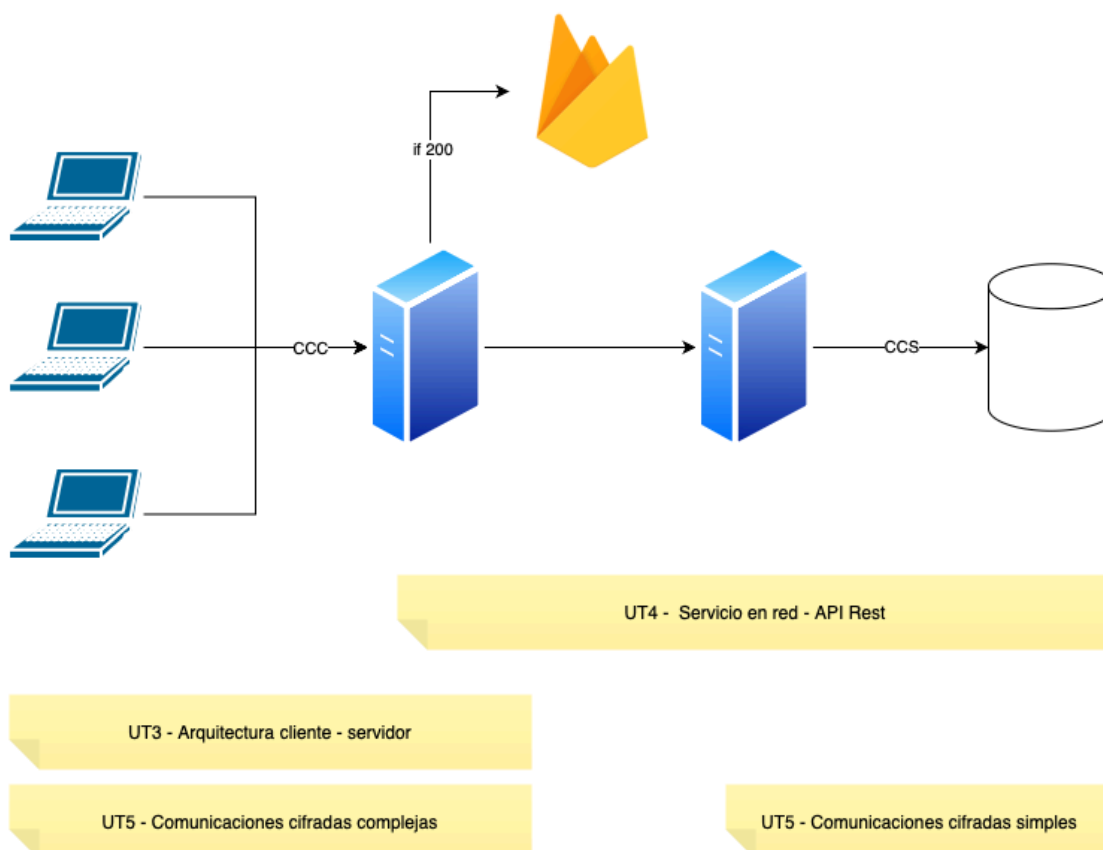 if 200
CCC
CCS
UT4 -  Servicio en red - API Rest
UT3 - Arquitectura cliente - servidor
UT5 - Comunicaciones cifradas complejas
UT5 - Comunicaciones cifradas simples